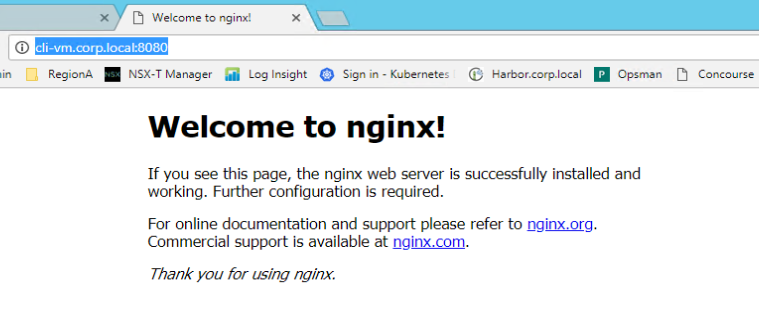 Welcome to nginx!
cli-vm.corp.local:8080
in RegionA NSX NSX-T Manager Log Insight Sign in - Kubernetes Harbor.corp.local P Opsman Concourse
Welcome to nginx!
If you see this page, the nginx web server is successfully installed and
working. Further configuration is required.
For online documentation and support please refer to nginx.org.
Commercial support is available at nginx.com.
Thank you for using nginx.